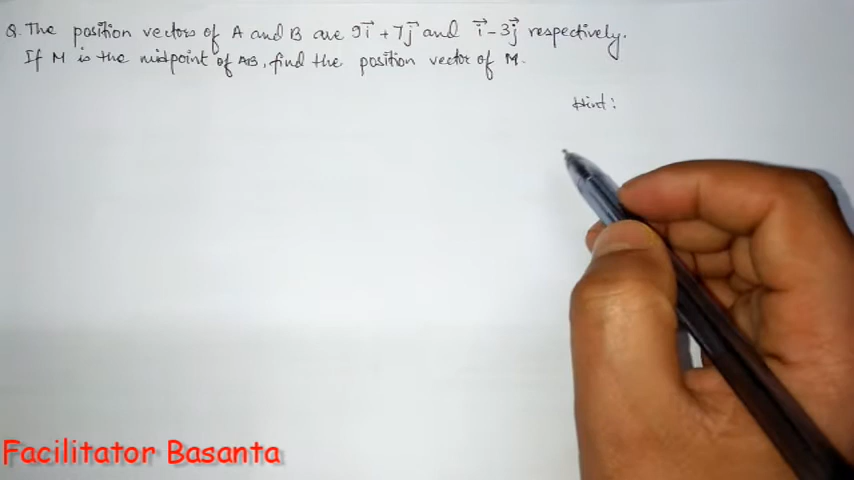 Q. The position vectors of A and B are 9i⃗ + 7j⃗ and i⃗ - 3j⃗ respectively.
If M is the midpoint of AB, find the position vector of M.
Hint:
Facilitator Basanta